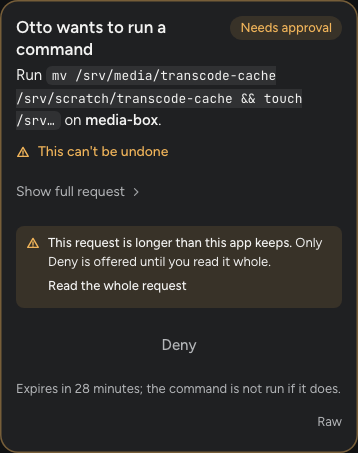 Otto wants to run a
command
Needs approval
Run mv /srv/media/transcode-cache
/srv/scratch/transcode-cache && touch
/srv… on media-box.
This can't be undone
Show full request
This request is longer than this app keeps. Only
Deny is offered until you read it whole.
Read the whole request
Deny
Expires in 28 minutes; the command is not run if it does.
Raw